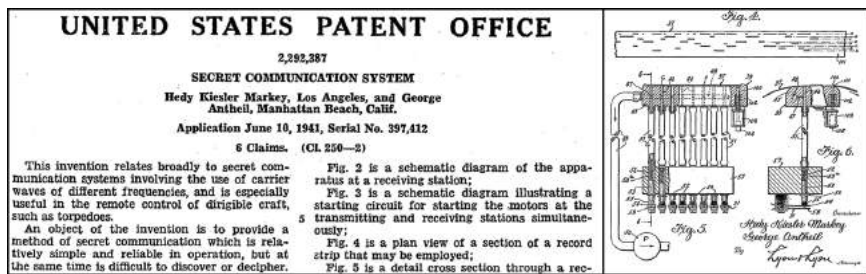 UNITED STATES PATENT OFFICE
2,292,387
SECRET COMMUNICATION SYSTEM
Hedy Kiesler Markey, Los Angeles, and George
Antheil, Manhattan Beach, Calif.
Application June 10, 1941, Serial No. 397,412
6 Claims. (Cl. 250—2)
This invention relates broadly to secret com-
munication systems involving the use of carrier
waves of different frequencies, and is especially
useful in the remote control of dirigible craft,
such as torpedoes.
An object of the invention is to provide a
method of secret communication which is rela-
tively simple and reliable in operation, but at
the same time is difficult to discover or decipher.
5
Fig. 2 is a schematic diagram of the appa-
ratus at a receiving station;
Fig. 3 is a schematic diagram illustrating a
starting circuit for starting the motors at the
transmitting and receiving stations simultane-
ously;
Fig. 4 is a plan view of a section of a record
strip that may be employed;
Fig. 5 is a detail cross section through a rec-
Fig. 4.
Fig. 6.
Fig. 5.
Hedy Kiesler Markey
George Antheil
By
Lyon & Lyon